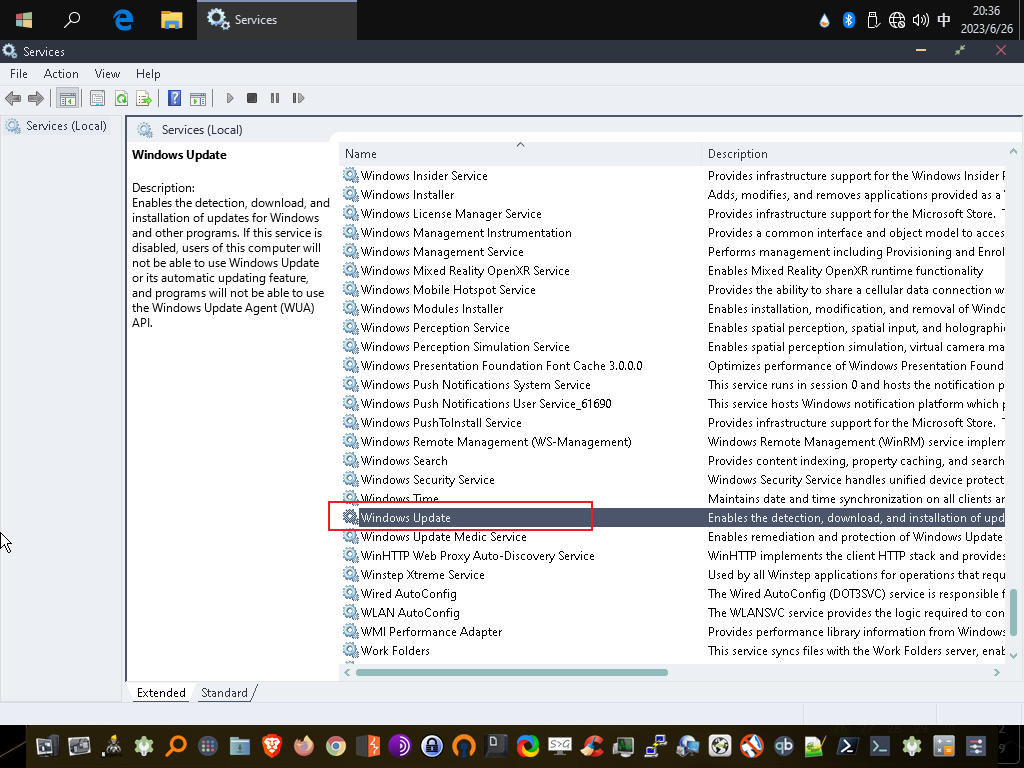 Services
中
20:36
2023/6/26
Services
File Action View Help
Services (Local)
Services (Local)
Windows Update
Description:
Enables the detection, download, and
installation of updates for Windows
and other programs. If this service is
disabled, users of this computer will
not be able to use Windows Update
or its automatic updating feature,
and programs will not be able to use
the Windows Update Agent (WUA)
API.
Name Description
Windows Insider Service Provides infrastructure support for the Windows Insider
Windows Installer Adds, modifies, and removes applications provided as a
Windows License Manager Service Provides infrastructure support for the Microsoft Store.
Windows Management Instrumentation Provides a common interface and object model to acces
Windows Management Service Performs management including Provisioning and Enrol
Windows Mixed Reality OpenXR Service Enables Mixed Reality OpenXR runtime functionality
Windows Mobile Hotspot Service Provides the ability to share a cellular data connection w
Windows Modules Installer Enables installation, modification, and removal of Windo
Windows Perception Service Enables spatial perception, spatial input, and holographi
Windows Perception Simulation Service Enables spatial perception simulation, virtual camera ma
Windows Presentation Foundation Font Cache 3.0.0.0 Optimizes performance of Windows Presentation Found
Windows Push Notifications System Service This service runs in session 0 and hosts the notification p
Windows Push Notifications User Service_61690 This service hosts Windows notification platform which p
Windows PushToInstall Service Provides infrastructure support for the Microsoft Store.
Windows Remote Management (WS-Management) Windows Remote Management (WinRM) service implem
Windows Search Provides content indexing, property caching, and search
Windows Security Service Windows Security Service handles unified device protect
Windows Time Maintains date and time synchronization on all clients an
Windows Update Enables the detection, download, and installation of upd
Windows Update Medic Service Enables remediation and protection of Windows Update
WinHTTP Web Proxy Auto-Discovery Service WinHTTP implements the client HTTP stack and provides
Winstep Xtreme Service Used by all Winstep applications for operations that requ
Wired AutoConfig The Wired AutoConfig (DOT3SVC) service is responsible f
WLAN AutoConfig The WLANSVC service provides the logic required to con
WMI Performance Adapter Provides performance library information from Windows
Work Folders This service syncs files with the Work Folders server, enab
Extended Standard
SVG
qb